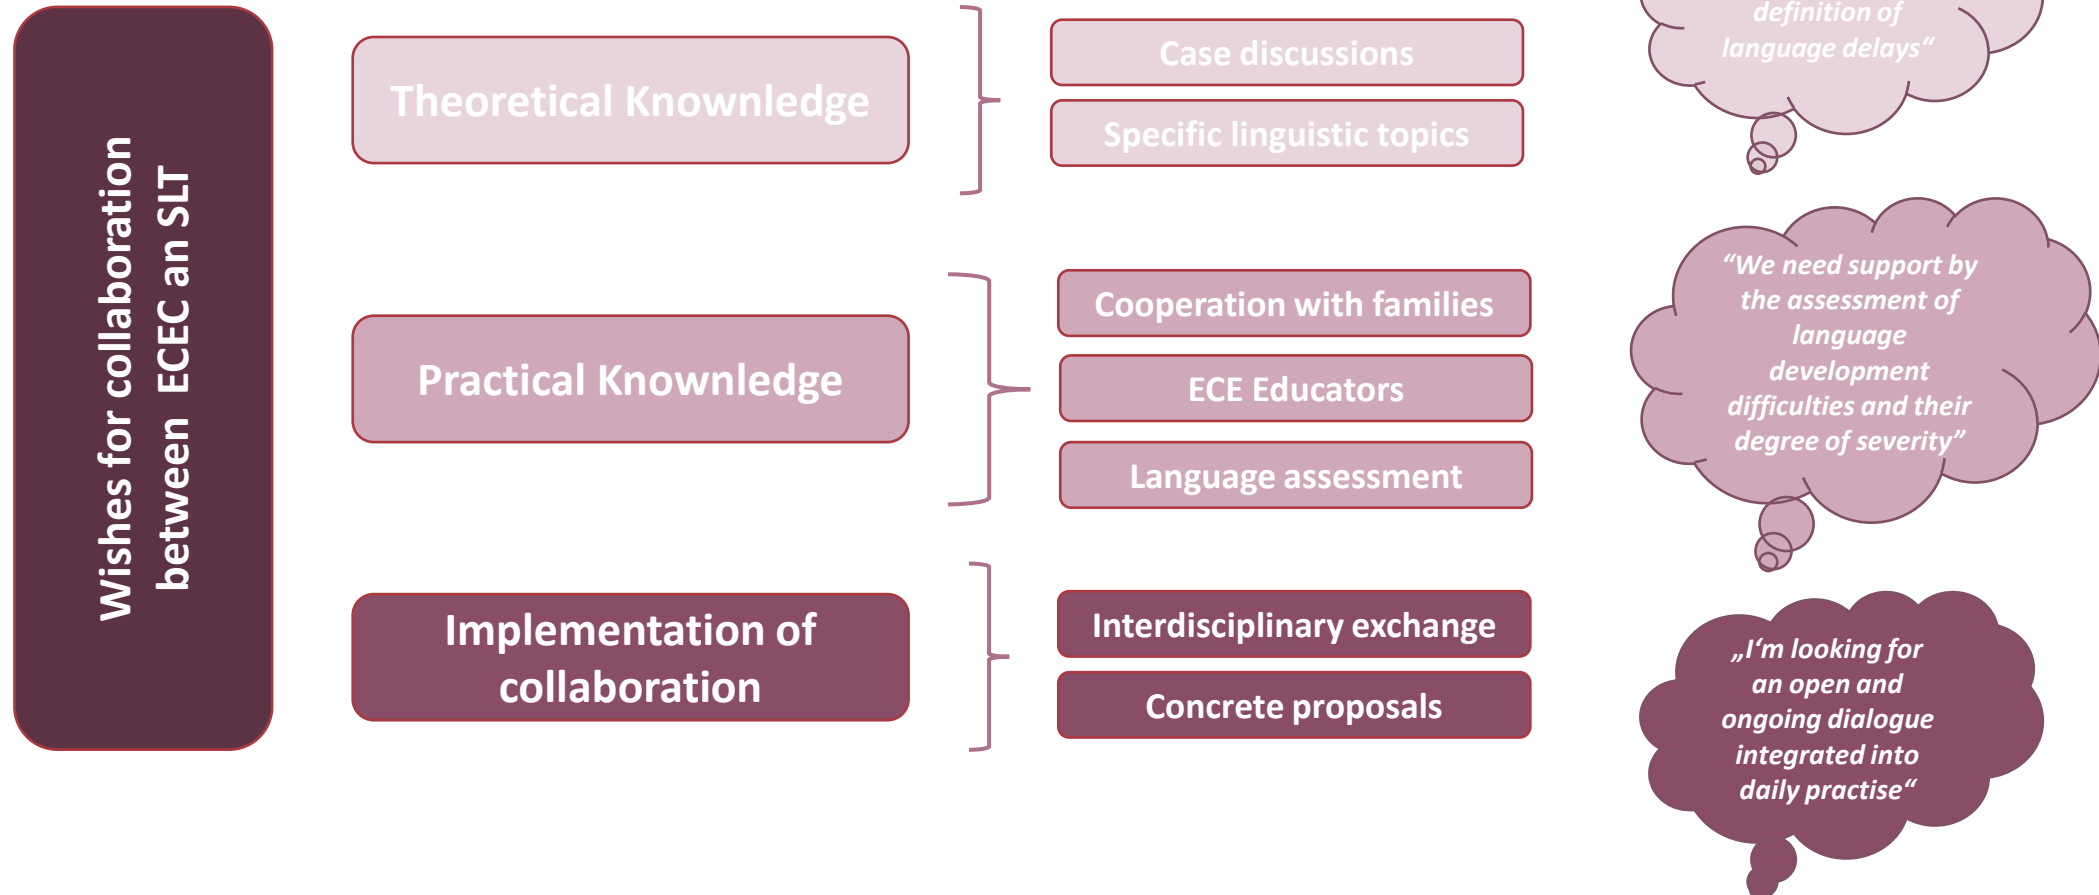 Wishes for collaboration
between ECEC an SLT
Theoretical Knownledge
Case discussions
Specific linguistic topics
definition of
language delays“
Practical Knownledge
Cooperation with families
ECE Educators
Language assessment
“We need support by
the assessment of
language
development
difficulties and their
degree of severity”
Implementation of
collaboration
Interdisciplinary exchange
Concrete proposals
„I‘m looking for
an open and
ongoing dialogue
integrated into
daily practise“